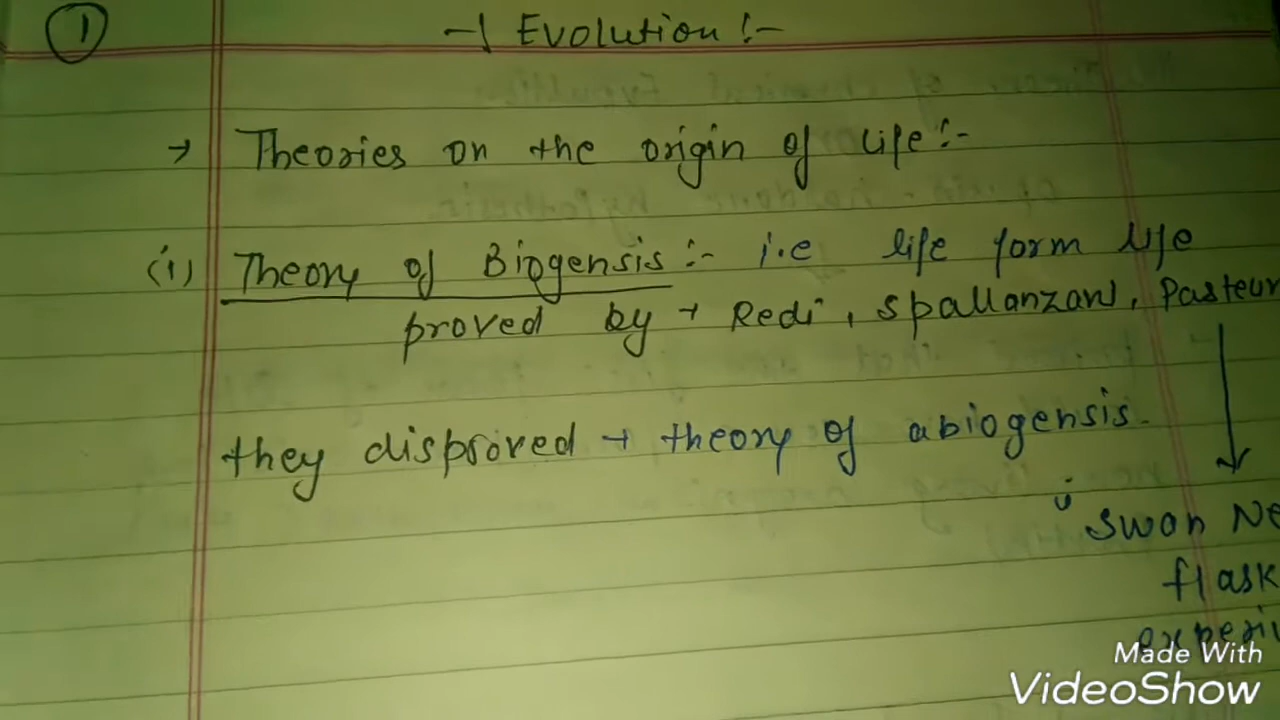 1
Evolution :-
→ Theories on the origin of life :-
(i) Theory of Biogensis :- i.e life form life
proved by → Redi, Spallanzani, Pasteur
they disproved → theory of abiogensis.
"Swan Ne
flask
experi
Made With
VideoShow